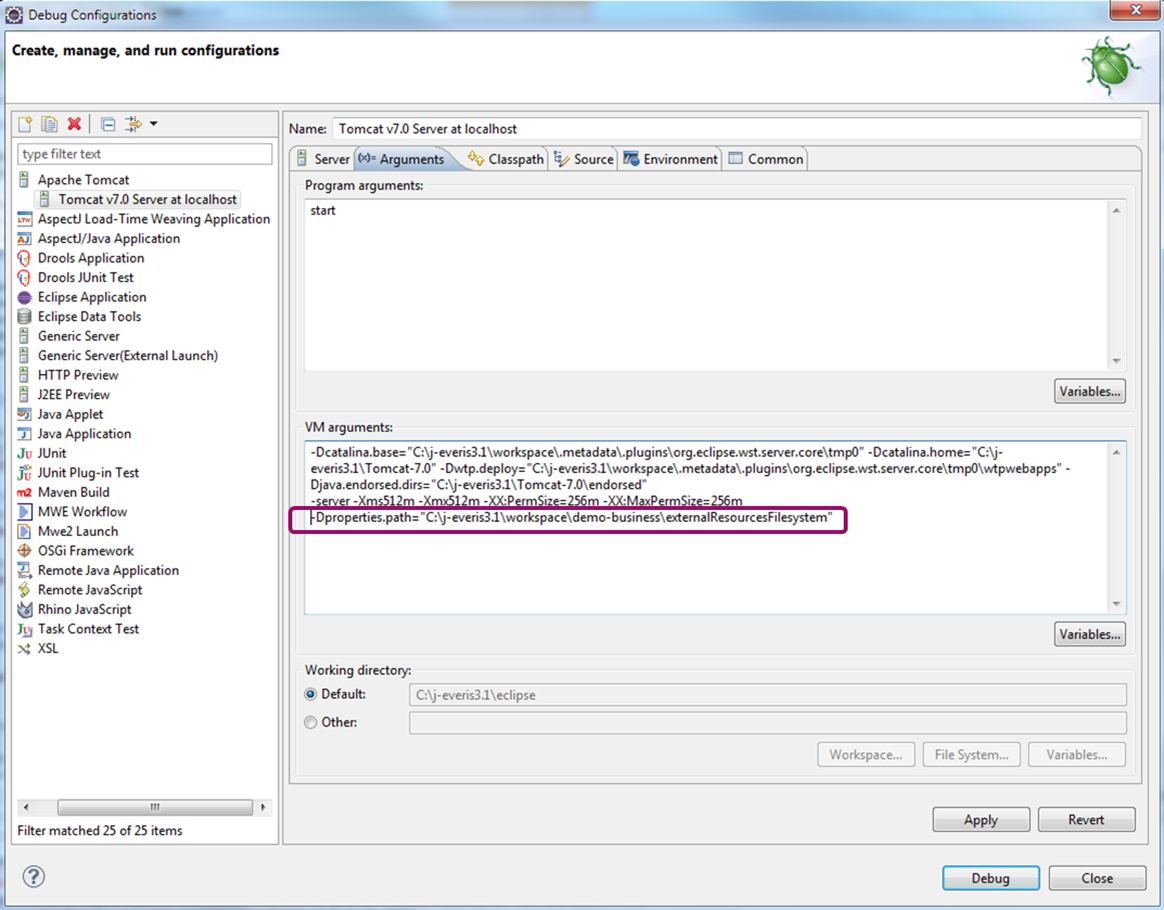 Debug Configurations
Create, manage, and run configurations
type filter text
Apache Tomcat
Tomcat v7.0 Server at localhost
AspectJ Load-Time Weaving Application
AspectJ/Java Application
Drools Application
Drools JUnit Test
Eclipse Application
Eclipse Data Tools
Generic Server
Generic Server(External Launch)
HTTP Preview
J2EE Preview
Java Applet
Java Application
JUnit
JUnit Plug-in Test
Maven Build
MWE Workflow
Mwe2 Launch
OSGi Framework
Remote Java Application
Remote JavaScript
Rhino JavaScript
Task Context Test
XSL
Filter matched 25 of 25 items
Name: Tomcat v7.0 Server at localhost
Server (x)= Arguments Classpath Source Environment Common
Program arguments:
start
Variables...
VM arguments:
-Dcatalina.base="C:\j-everis3.1\workspace\.metadata\.plugins\org.eclipse.wst.server.core\tmp0" -Dcatalina.home="C:\j-
everis3.1\Tomcat-7.0" -Dwtp.deploy="C:\j-everis3.1\workspace\.metadata\.plugins\org.eclipse.wst.server.core\tmp0\wtpwebapps" -
Djava.endorsed.dirs="C:\j-everis3.1\Tomcat-7.0\endorsed"
-server -Xms512m -Xmx512m -XX:PermSize=256m -XX:MaxPermSize=256m
-Dproperties.path="C:\j-everis3.1\workspace\demo-business\externalResourcesFilesystem"
Variables...
Working directory:
Default: C:\j-everis3.1\eclipse
Other:
Workspace... File System... Variables...
Apply Revert
? Debug Close